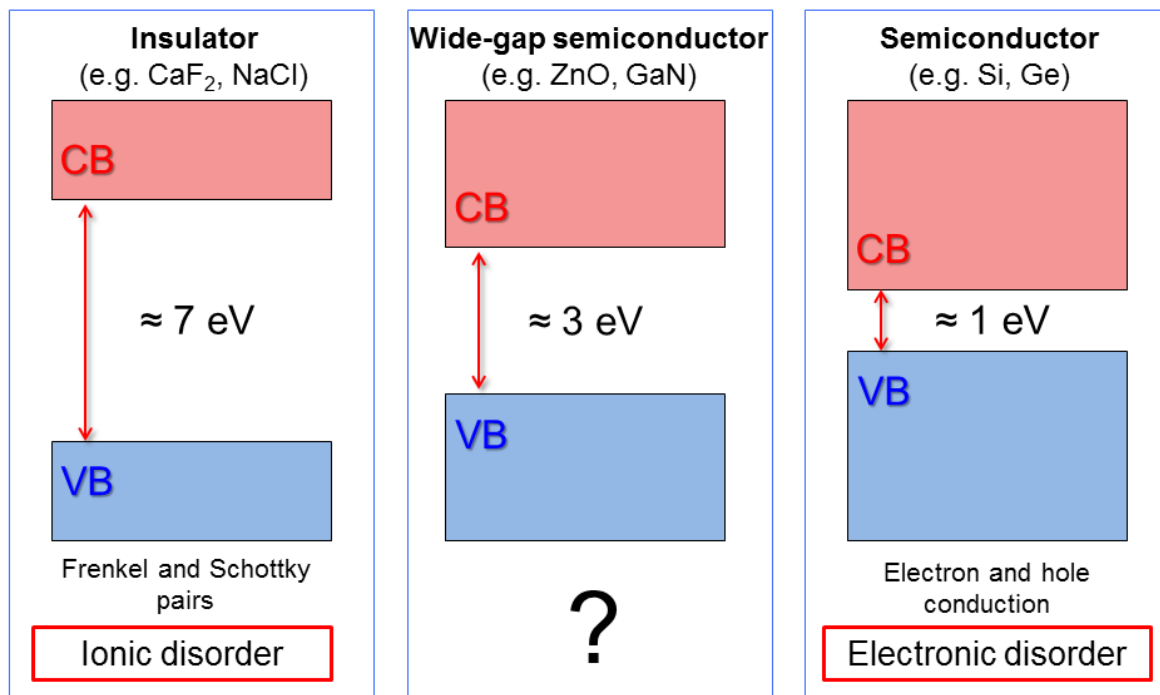 Insulator
(e.g. CaF₂, NaCl)
CB
≈ 7 eV
VB
Frenkel and Schottky
pairs
Ionic disorder
Wide-gap semiconductor
(e.g. ZnO, GaN)
CB
≈ 3 eV
VB
?
Semiconductor
(e.g. Si, Ge)
CB
≈ 1 eV
VB
Electron and hole
conduction
Electronic disorder